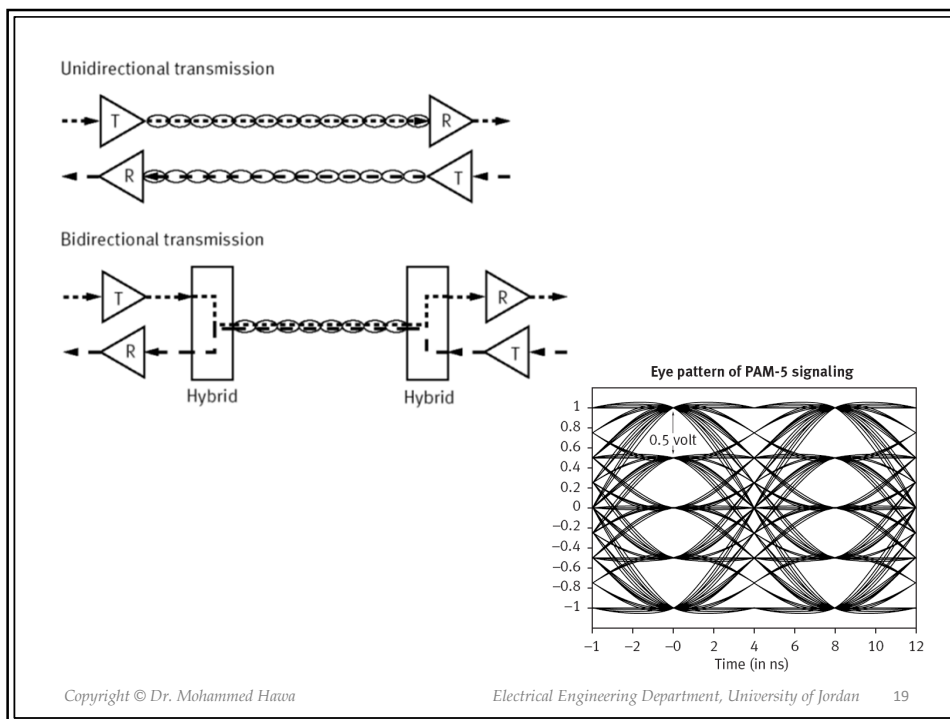 Unidirectional transmission
T
R
R
T
Bidirectional transmission
T
R
R
T
Hybrid
Hybrid
Eye pattern of PAM-5 signaling
1
0.8
0.6
0.4
0.2
0
−0.2
−0.4
−0.6
−0.8
−1
0.5 volt
−1 −2 −0 2 4 6 8 10 12
Time (in ns)
Copyright © Dr. Mohammed Hawa Electrical Engineering Department, University of Jordan 19